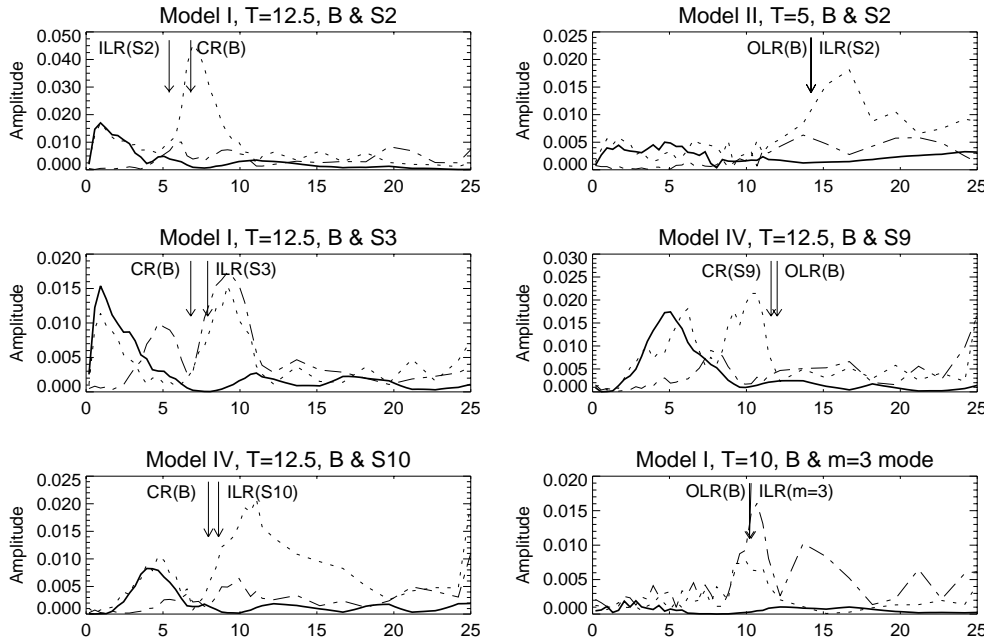 Model I, T=12.5, B & S2
0.050
0.040
0.030
0.020
0.010
0.000
Amplitude
ILR(S2)
CR(B)
0 5 10 15 20 25
Model II, T=5, B & S2
0.025
0.020
0.015
0.010
0.005
0.000
Amplitude
OLR(B)
ILR(S2)
0 5 10 15 20 25
Model I, T=12.5, B & S3
0.020
0.015
0.010
0.005
0.000
Amplitude
CR(B)
ILR(S3)
0 5 10 15 20 25
Model IV, T=12.5, B & S9
0.030
0.025
0.020
0.015
0.010
0.005
0.000
Amplitude
CR(S9)
OLR(B)
0 5 10 15 20 25
Model IV, T=12.5, B & S10
0.025
0.020
0.015
0.010
0.005
0.000
Amplitude
CR(B)
ILR(S10)
0 5 10 15 20 25
Model I, T=10, B & m=3 mode
0.020
0.015
0.010
0.005
0.000
Amplitude
OLR(B)
ILR(m=3)
0 5 10 15 20 25